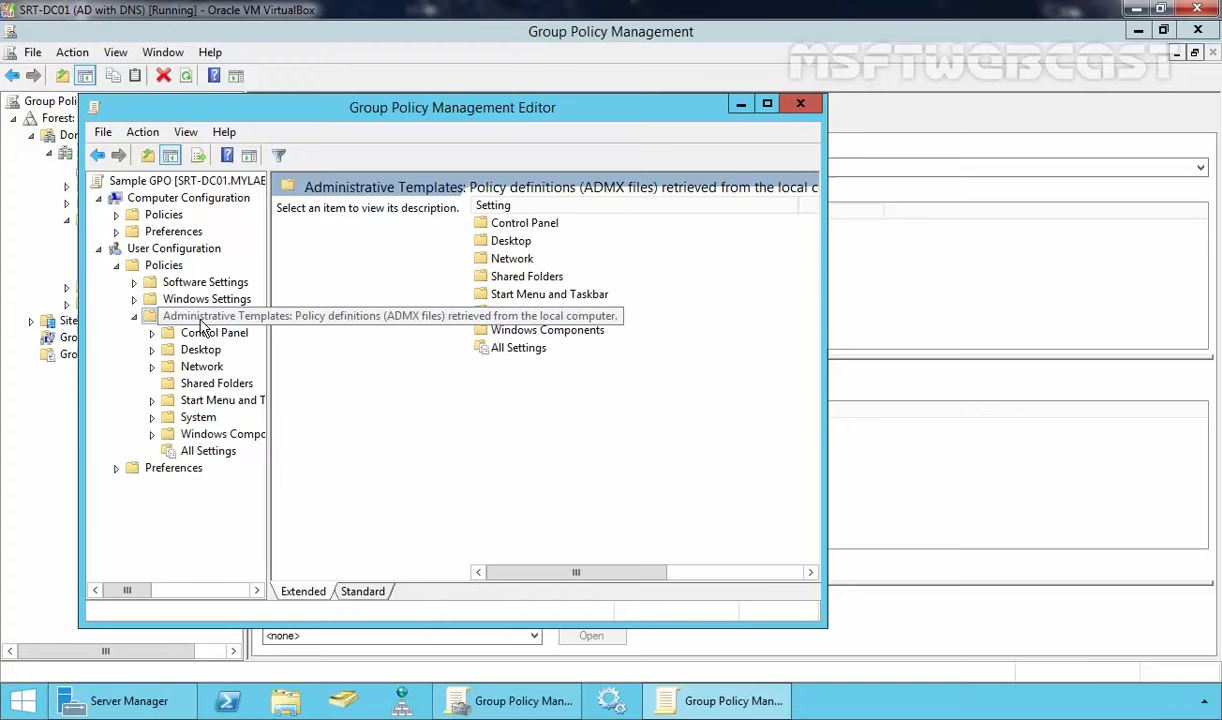 SRT-DC01 (AD with DNS) [Running] - Oracle VM VirtualBox
Group Policy Management
File Action View Window Help
MSFTWEBCAST
Group Poli
Forest:
Dor
Site
Gro
Gro
Group Policy Management Editor
File Action View Help
Sample GPO [SRT-DC01.MYLAE
Computer Configuration
Policies
Preferences
User Configuration
Policies
Software Settings
Windows Settings
Administrative Templates: Policy definitions (ADMX files) retrieved from the local computer.
Control Panel
Desktop
Network
Shared Folders
Start Menu and T
System
Windows Compo
All Settings
Preferences
Administrative Templates: Policy definitions (ADMX files) retrieved from the local c
Select an item to view its description.
Setting
Control Panel
Desktop
Network
Shared Folders
Start Menu and Taskbar
Windows Components
All Settings
Extended Standard
<none>
Open
Server Manager
Group Policy Man...
Group Policy Man...